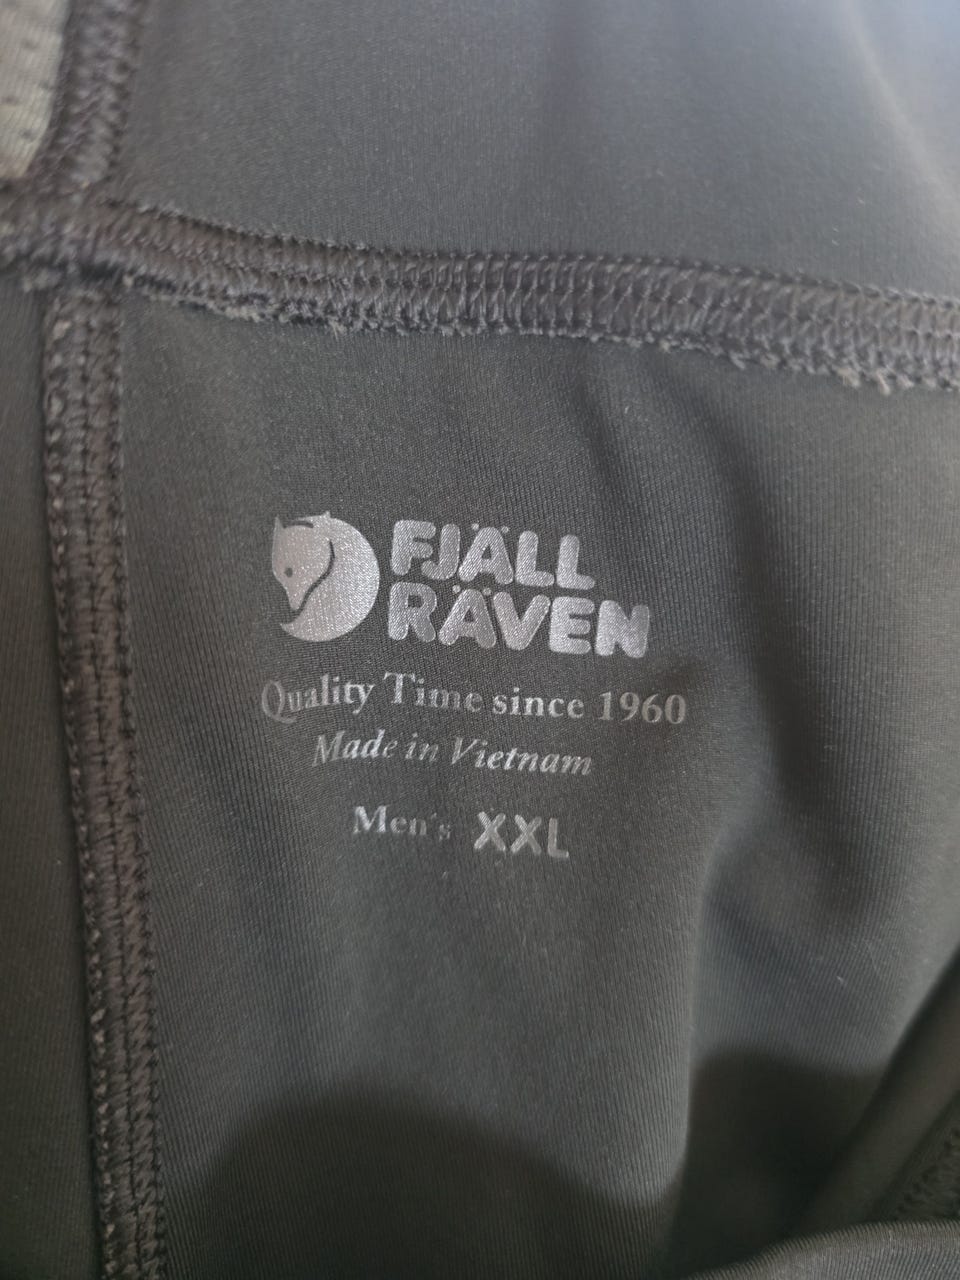 FJÄLL
RÄVEN
Quality Time since 1960
Made in Vietnam
Men's XXL